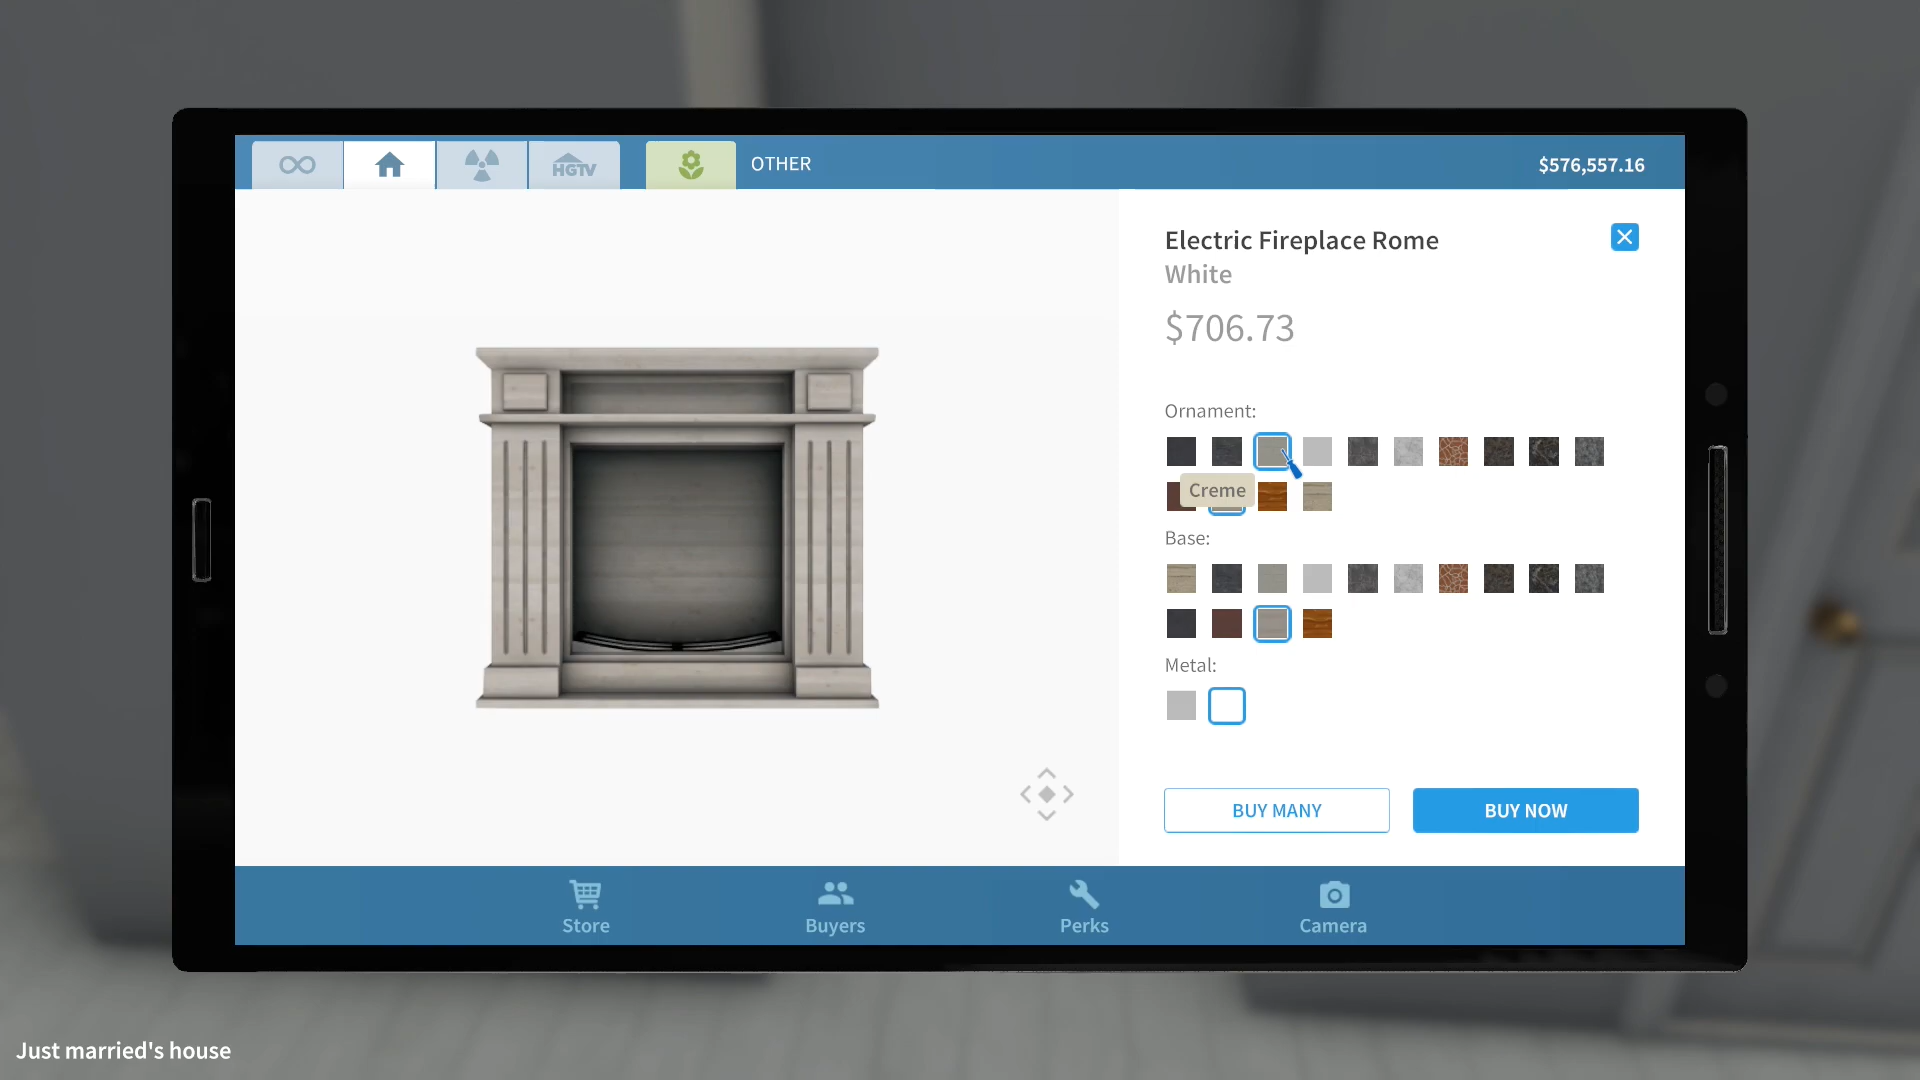 HGTV
OTHER
$576,557.16
Electric Fireplace Rome
White
$706.73
Ornament:
Creme
Base:
Metal:
BUY MANY
BUY NOW
Store
Buyers
Perks
Camera
Just married's house